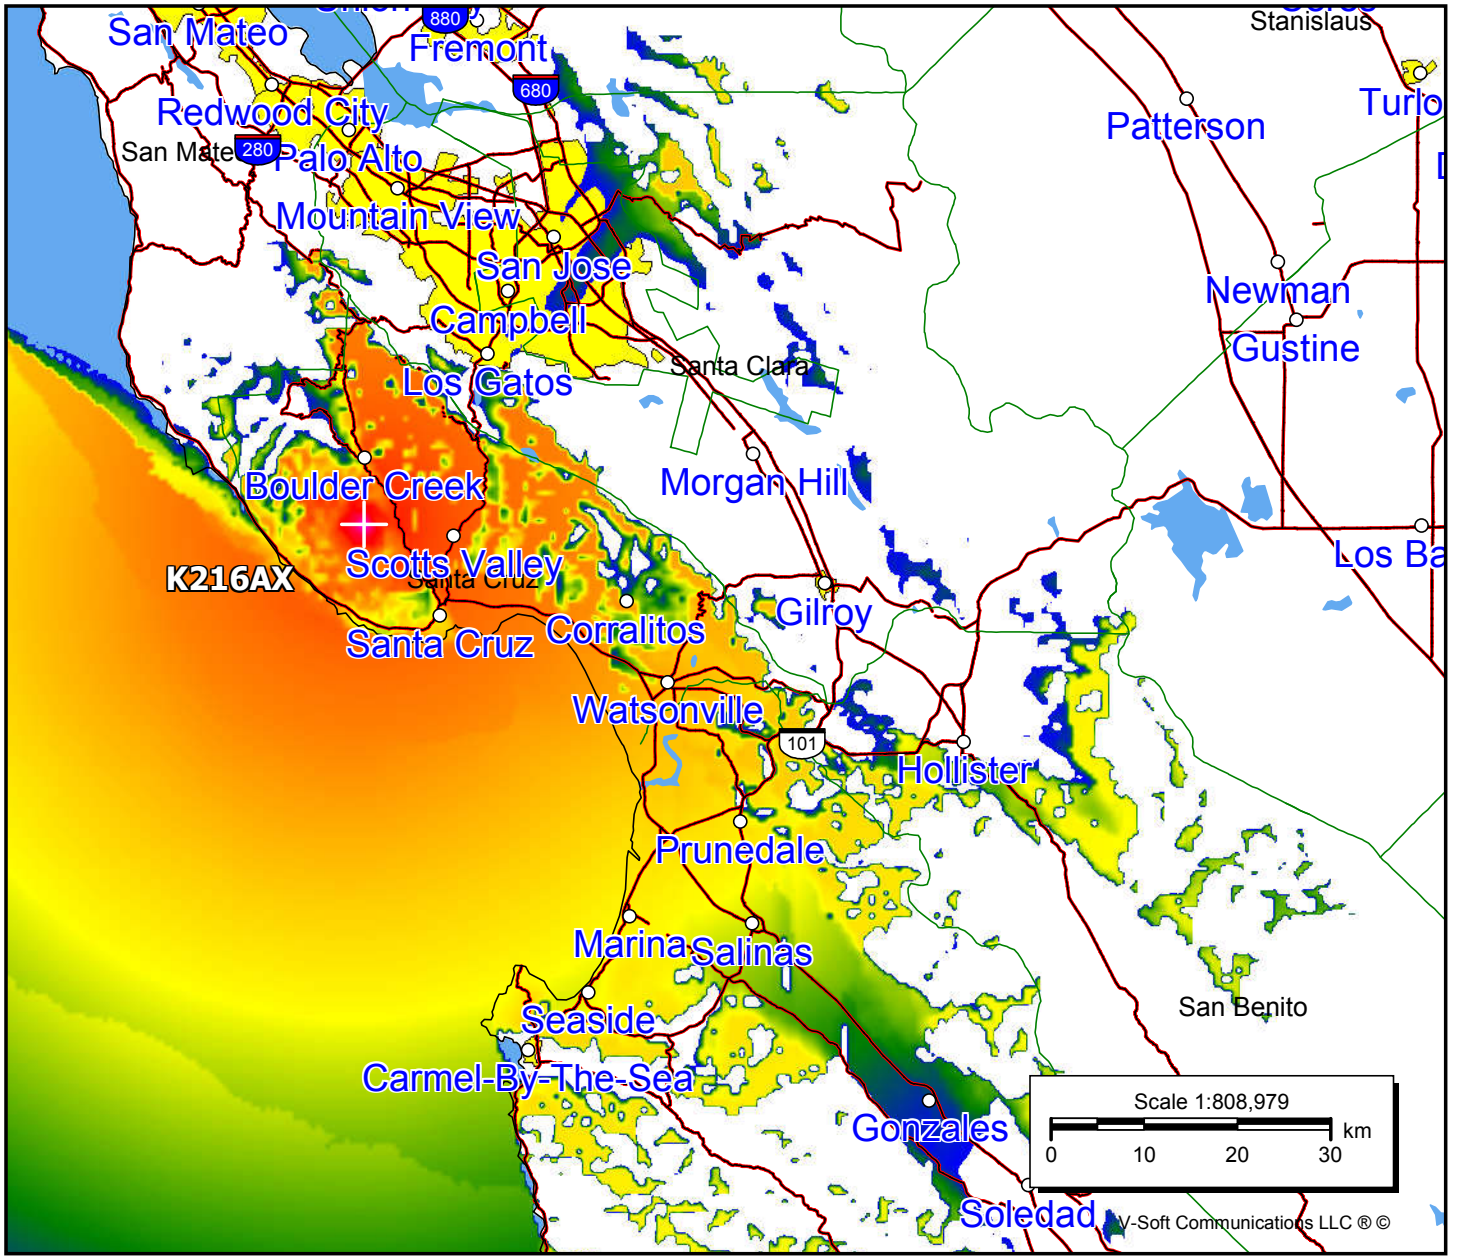 880
Stanislaus
San Mateo
Fremont
680
Redwood City
Patterson
Turlo
280
San Mate
Palo Alto
Mountain View
San Jose
Newman
Campbell
Gustine
Santa Clara
Los Gatos
Morgan Hill
Boulder Creek
Los Ba
Scotts Valley
K216AX
Santa Cruz
Gilroy
Corralitos
Santa Cruz
Watsonville
101
Hollister
Prunedale
Marina
Salinas
San Benito
Seaside
Carmel-By-The-Sea
Scale 1:808,979
km
0 10 20 30
Gonzales
Soledad
V-Soft Communications LLC ® ©